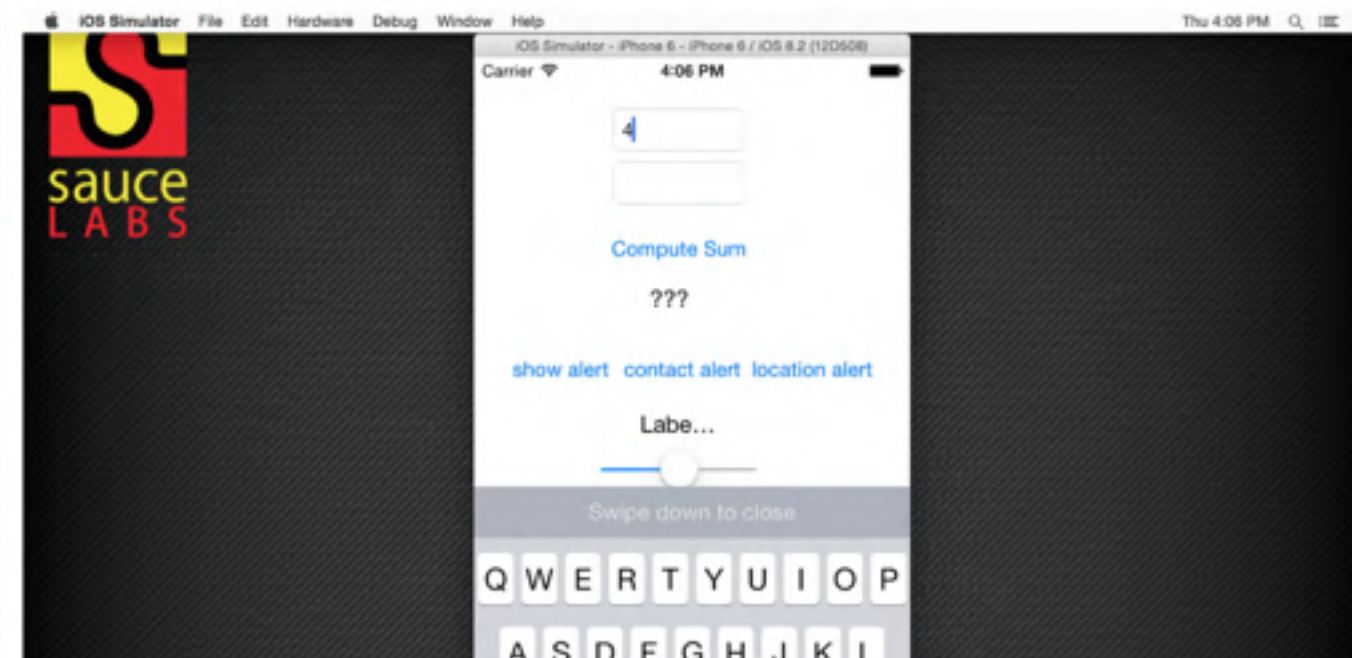 iOS Simulator File Edit Hardware Debug Window Help Thu 4:06 PM
sauce
LABS
iOS Simulator - iPhone 6 - iPhone 6 / iOS 8.2 (12D508)
Carrier 4:06 PM
4
Compute Sum
???
show alert contact alert location alert
Labe...
Swipe down to close
Q W E R T Y U I O P
A S D F G H J K L